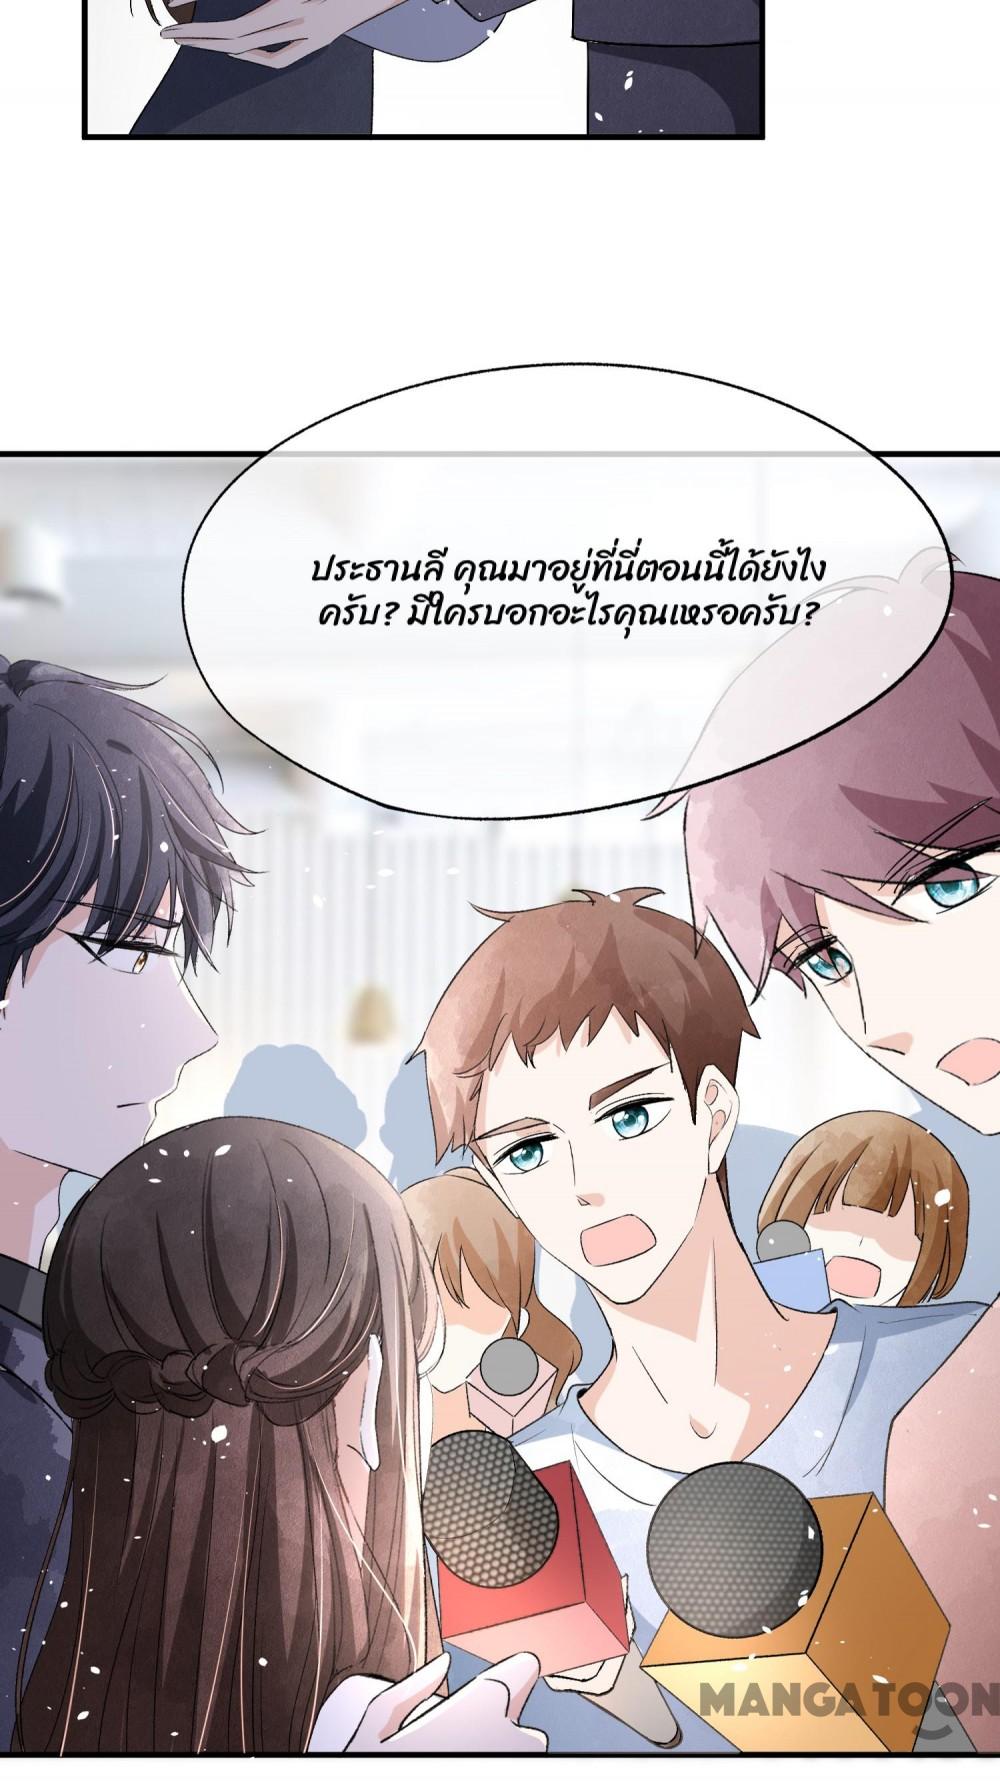 ประธานลี คุณมาอยู่ที่นี่ตอนนี้ได้ยังไง
ครับ? มีใครบอกอะไรคุณเหรอครับ?
MANGATOON